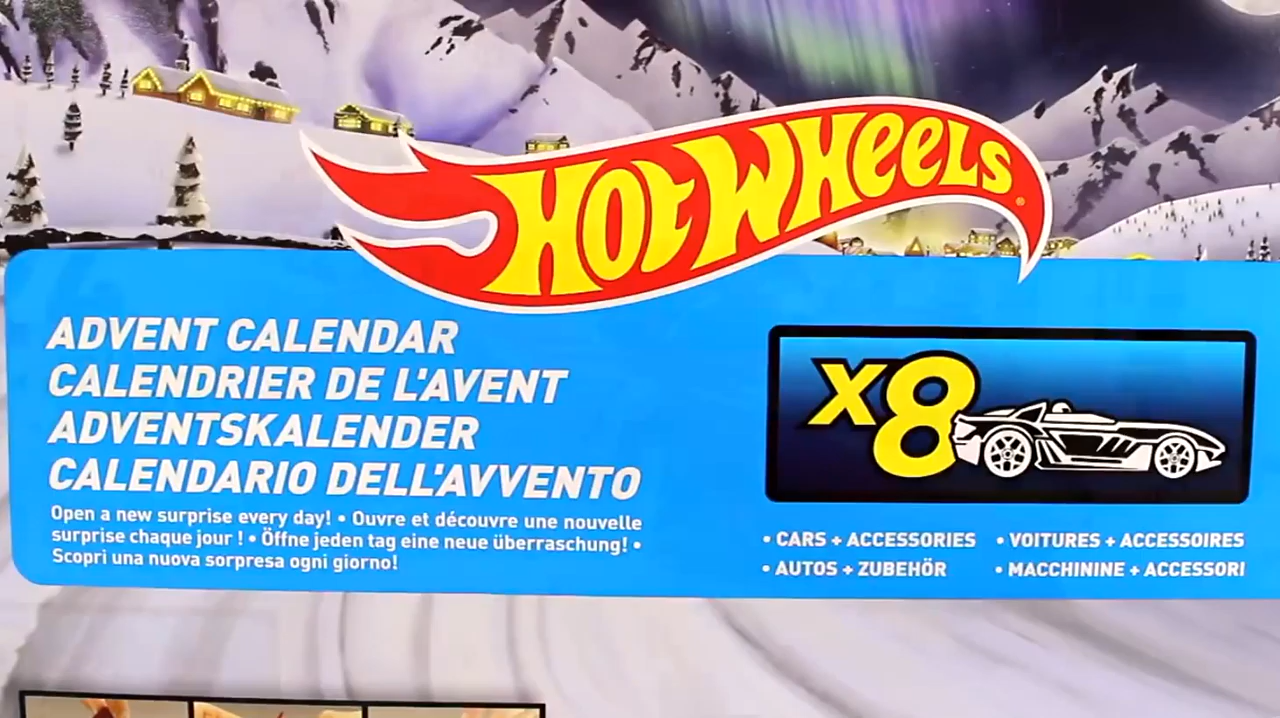 HOT WHEELS
ADVENT CALENDAR
CALENDRIER DE L'AVENT
ADVENTSKALENDER
CALENDARIO DELL'AVVENTO
Open a new surprise every day! • Ouvre et découvre une nouvelle
surprise chaque jour ! • Öffne jeden tag eine neue überraschung! •
Scopri una nuova sorpresa ogni giorno!
x8
• CARS + ACCESSORIES • VOITURES + ACCESSOIRES
• AUTOS + ZUBEHÖR • MACCHININE + ACCESSORI